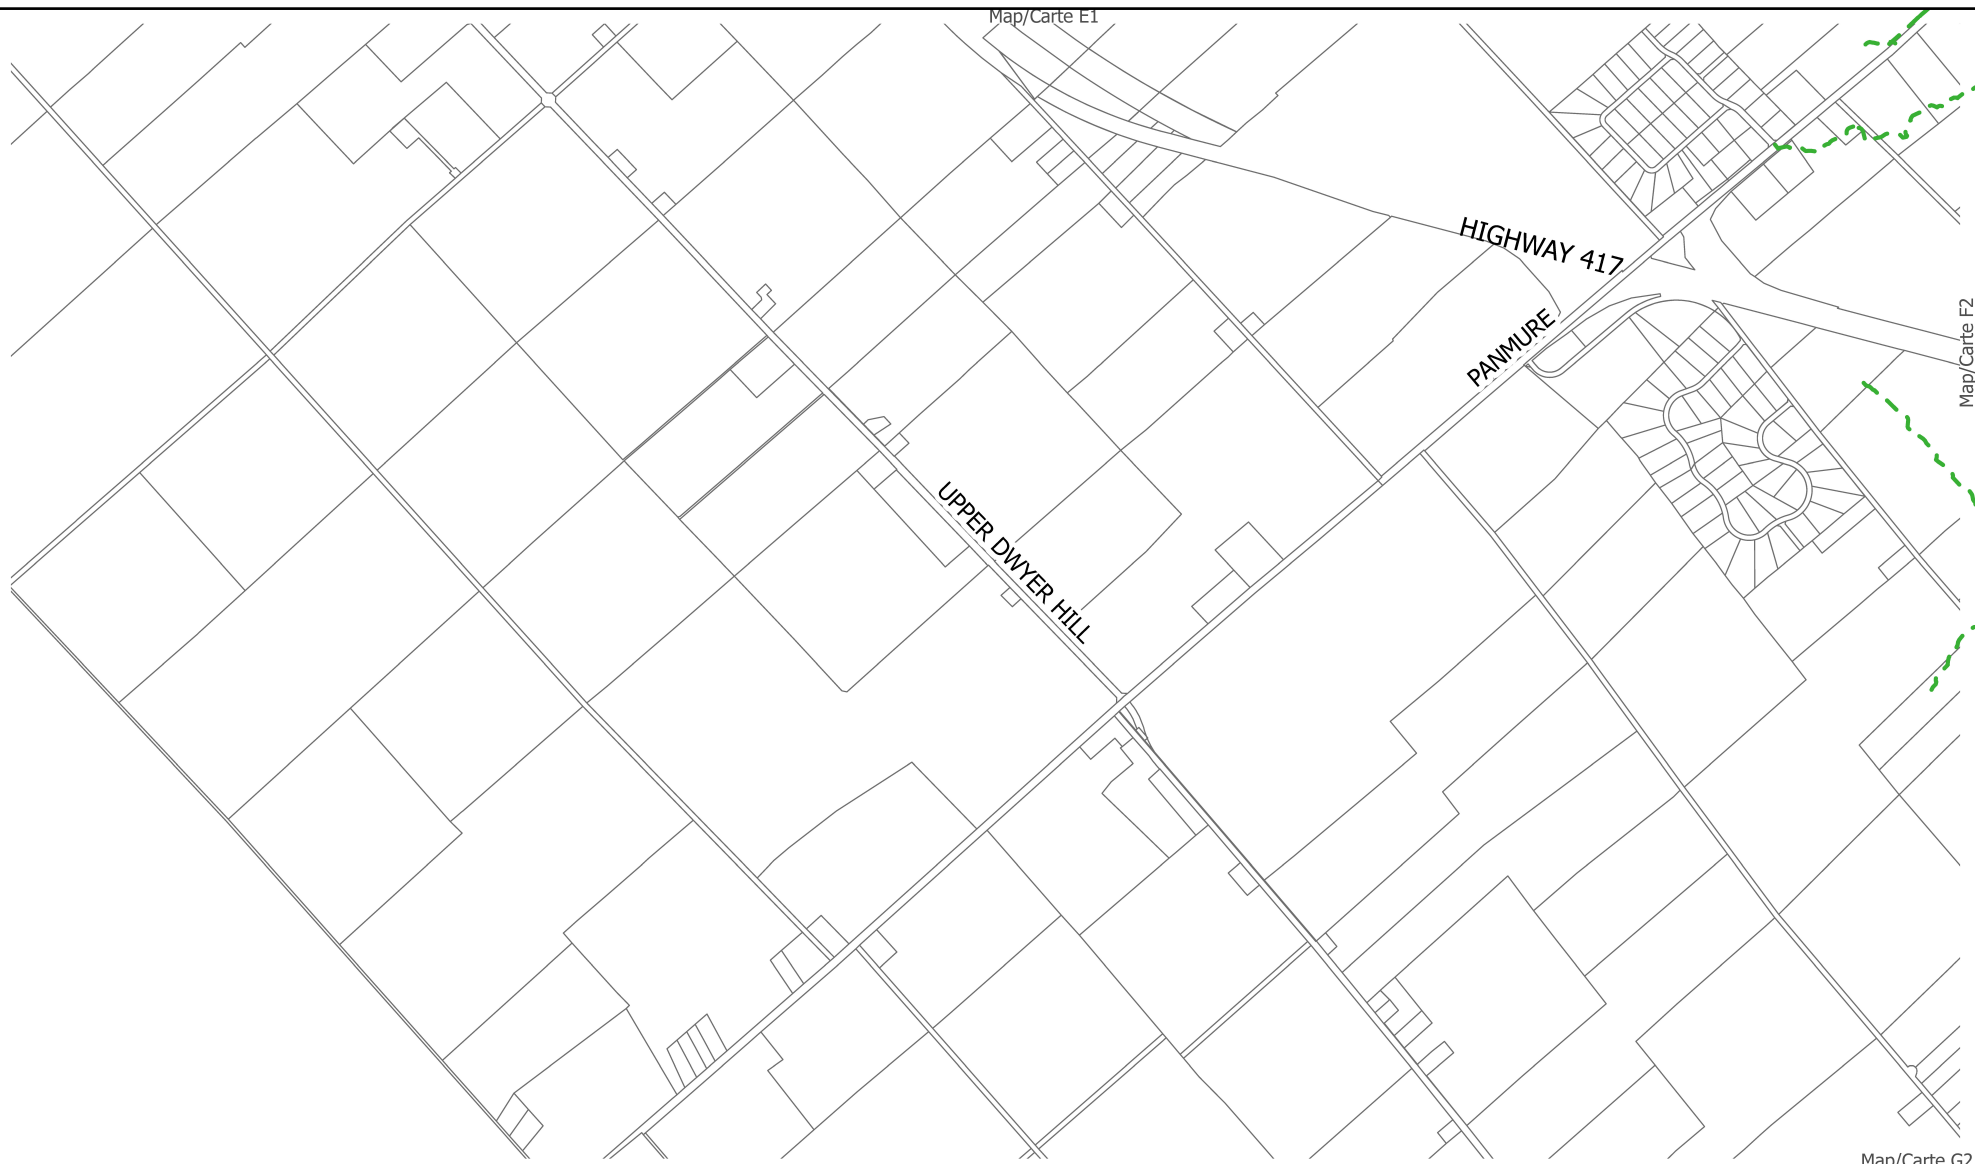 Map/Carte E1
HIGHWAY 417
PANMURE
Map/Carte F2
UPPER DWYER HILL
Map/Carte G2